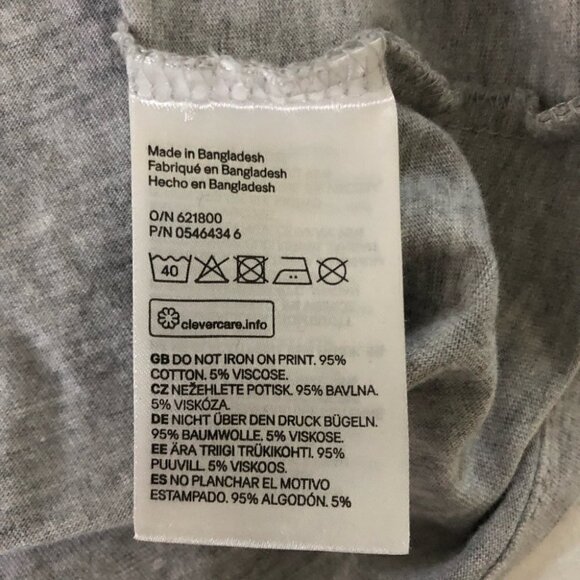 Made in Bangladesh
Fabriqué en Bangladesh
Hecho en Bangladesh
O/N 621800
P/N 0546434 6
40
clevercare.info
GB DO NOT IRON ON PRINT. 95%
COTTON. 5% VISCOSE.
CZ NEŽEHLETE POTISK. 95% BAVLNA.
5% VISKÓZA.
DE NICHT ÜBER DEN DRUCK BÜGELN.
95% BAUMWOLLE. 5% VISKOSE.
EE ÄRA TRIIGI TRÜKIKOHTI. 95%
PUUVILL. 5% VISKOOS.
ES NO PLANCHAR EL MOTIVO
ESTAMPADO. 95% ALGODÓN. 5%